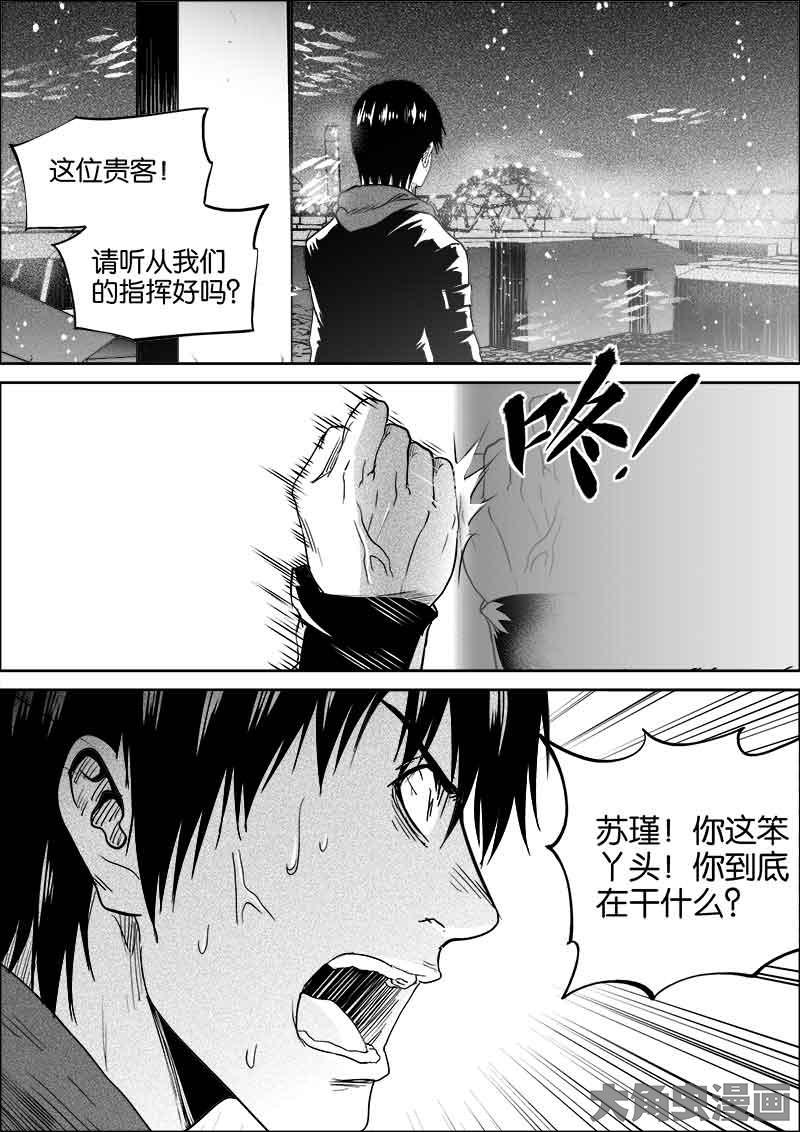 这位贵客！
请听从我们
的指挥好吗？
咚！
苏瑾！你这笨
丫头！你到底
在干什么？
大角虫漫画